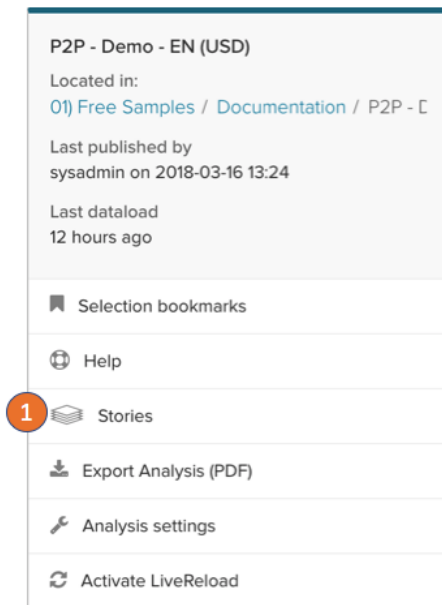 P2P - Demo - EN (USD)
Located in:
01) Free Samples / Documentation / P2P - D
Last published by
sysadmin on 2018-03-16 13:24
Last dataload
12 hours ago
Selection bookmarks
Help
1 Stories
Export Analysis (PDF)
Analysis settings
Activate LiveReload